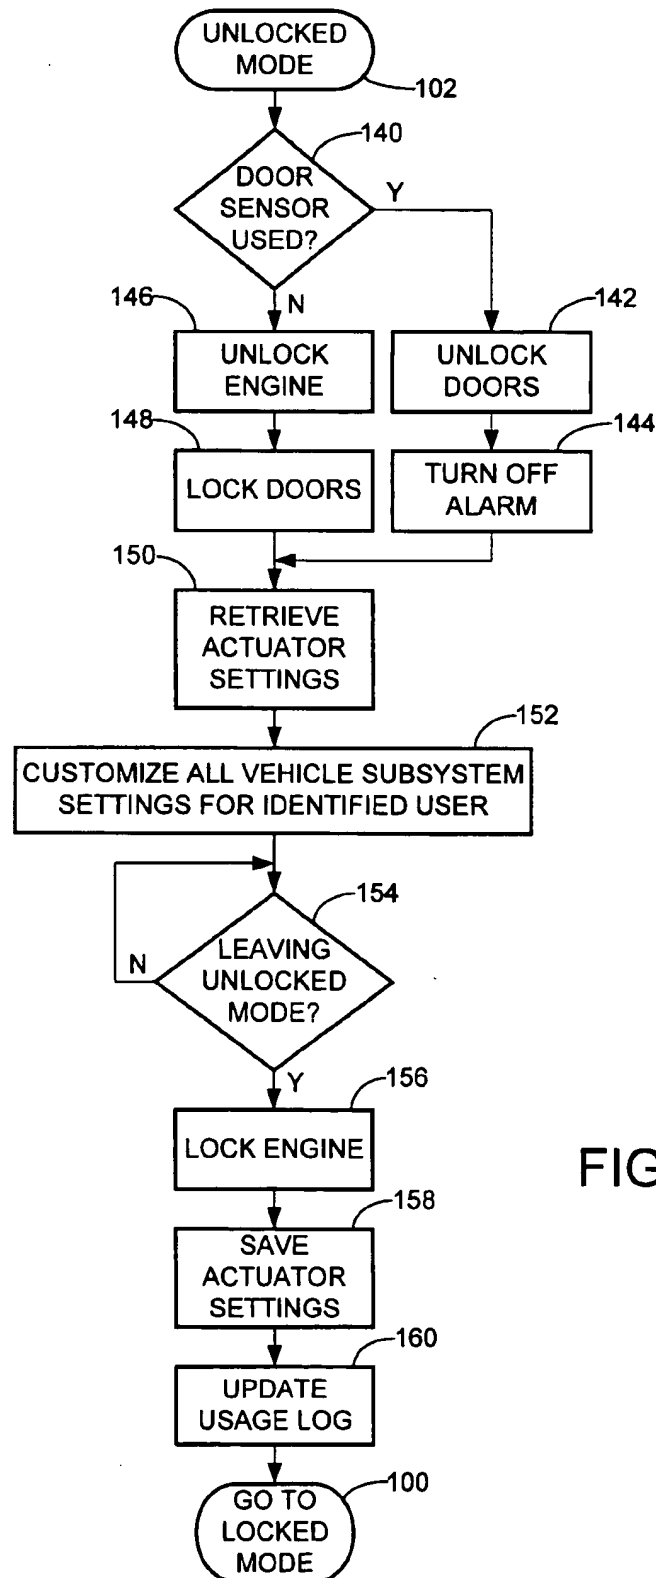 UNLOCKED
MODE
102
140
DOOR
SENSOR
USED?
Y
N
146
UNLOCK
ENGINE
142
UNLOCK
DOORS
148
LOCK DOORS
144
TURN OFF
ALARM
150
RETRIEVE
ACTUATOR
SETTINGS
152
CUSTOMIZE ALL VEHICLE SUBSYSTEM
SETTINGS FOR IDENTIFIED USER
154
LEAVING
UNLOCKED
MODE?
N
Y
156
LOCK ENGINE
FIG
158
SAVE
ACTUATOR
SETTINGS
160
UPDATE
USAGE LOG
100
GO TO
LOCKED
MODE